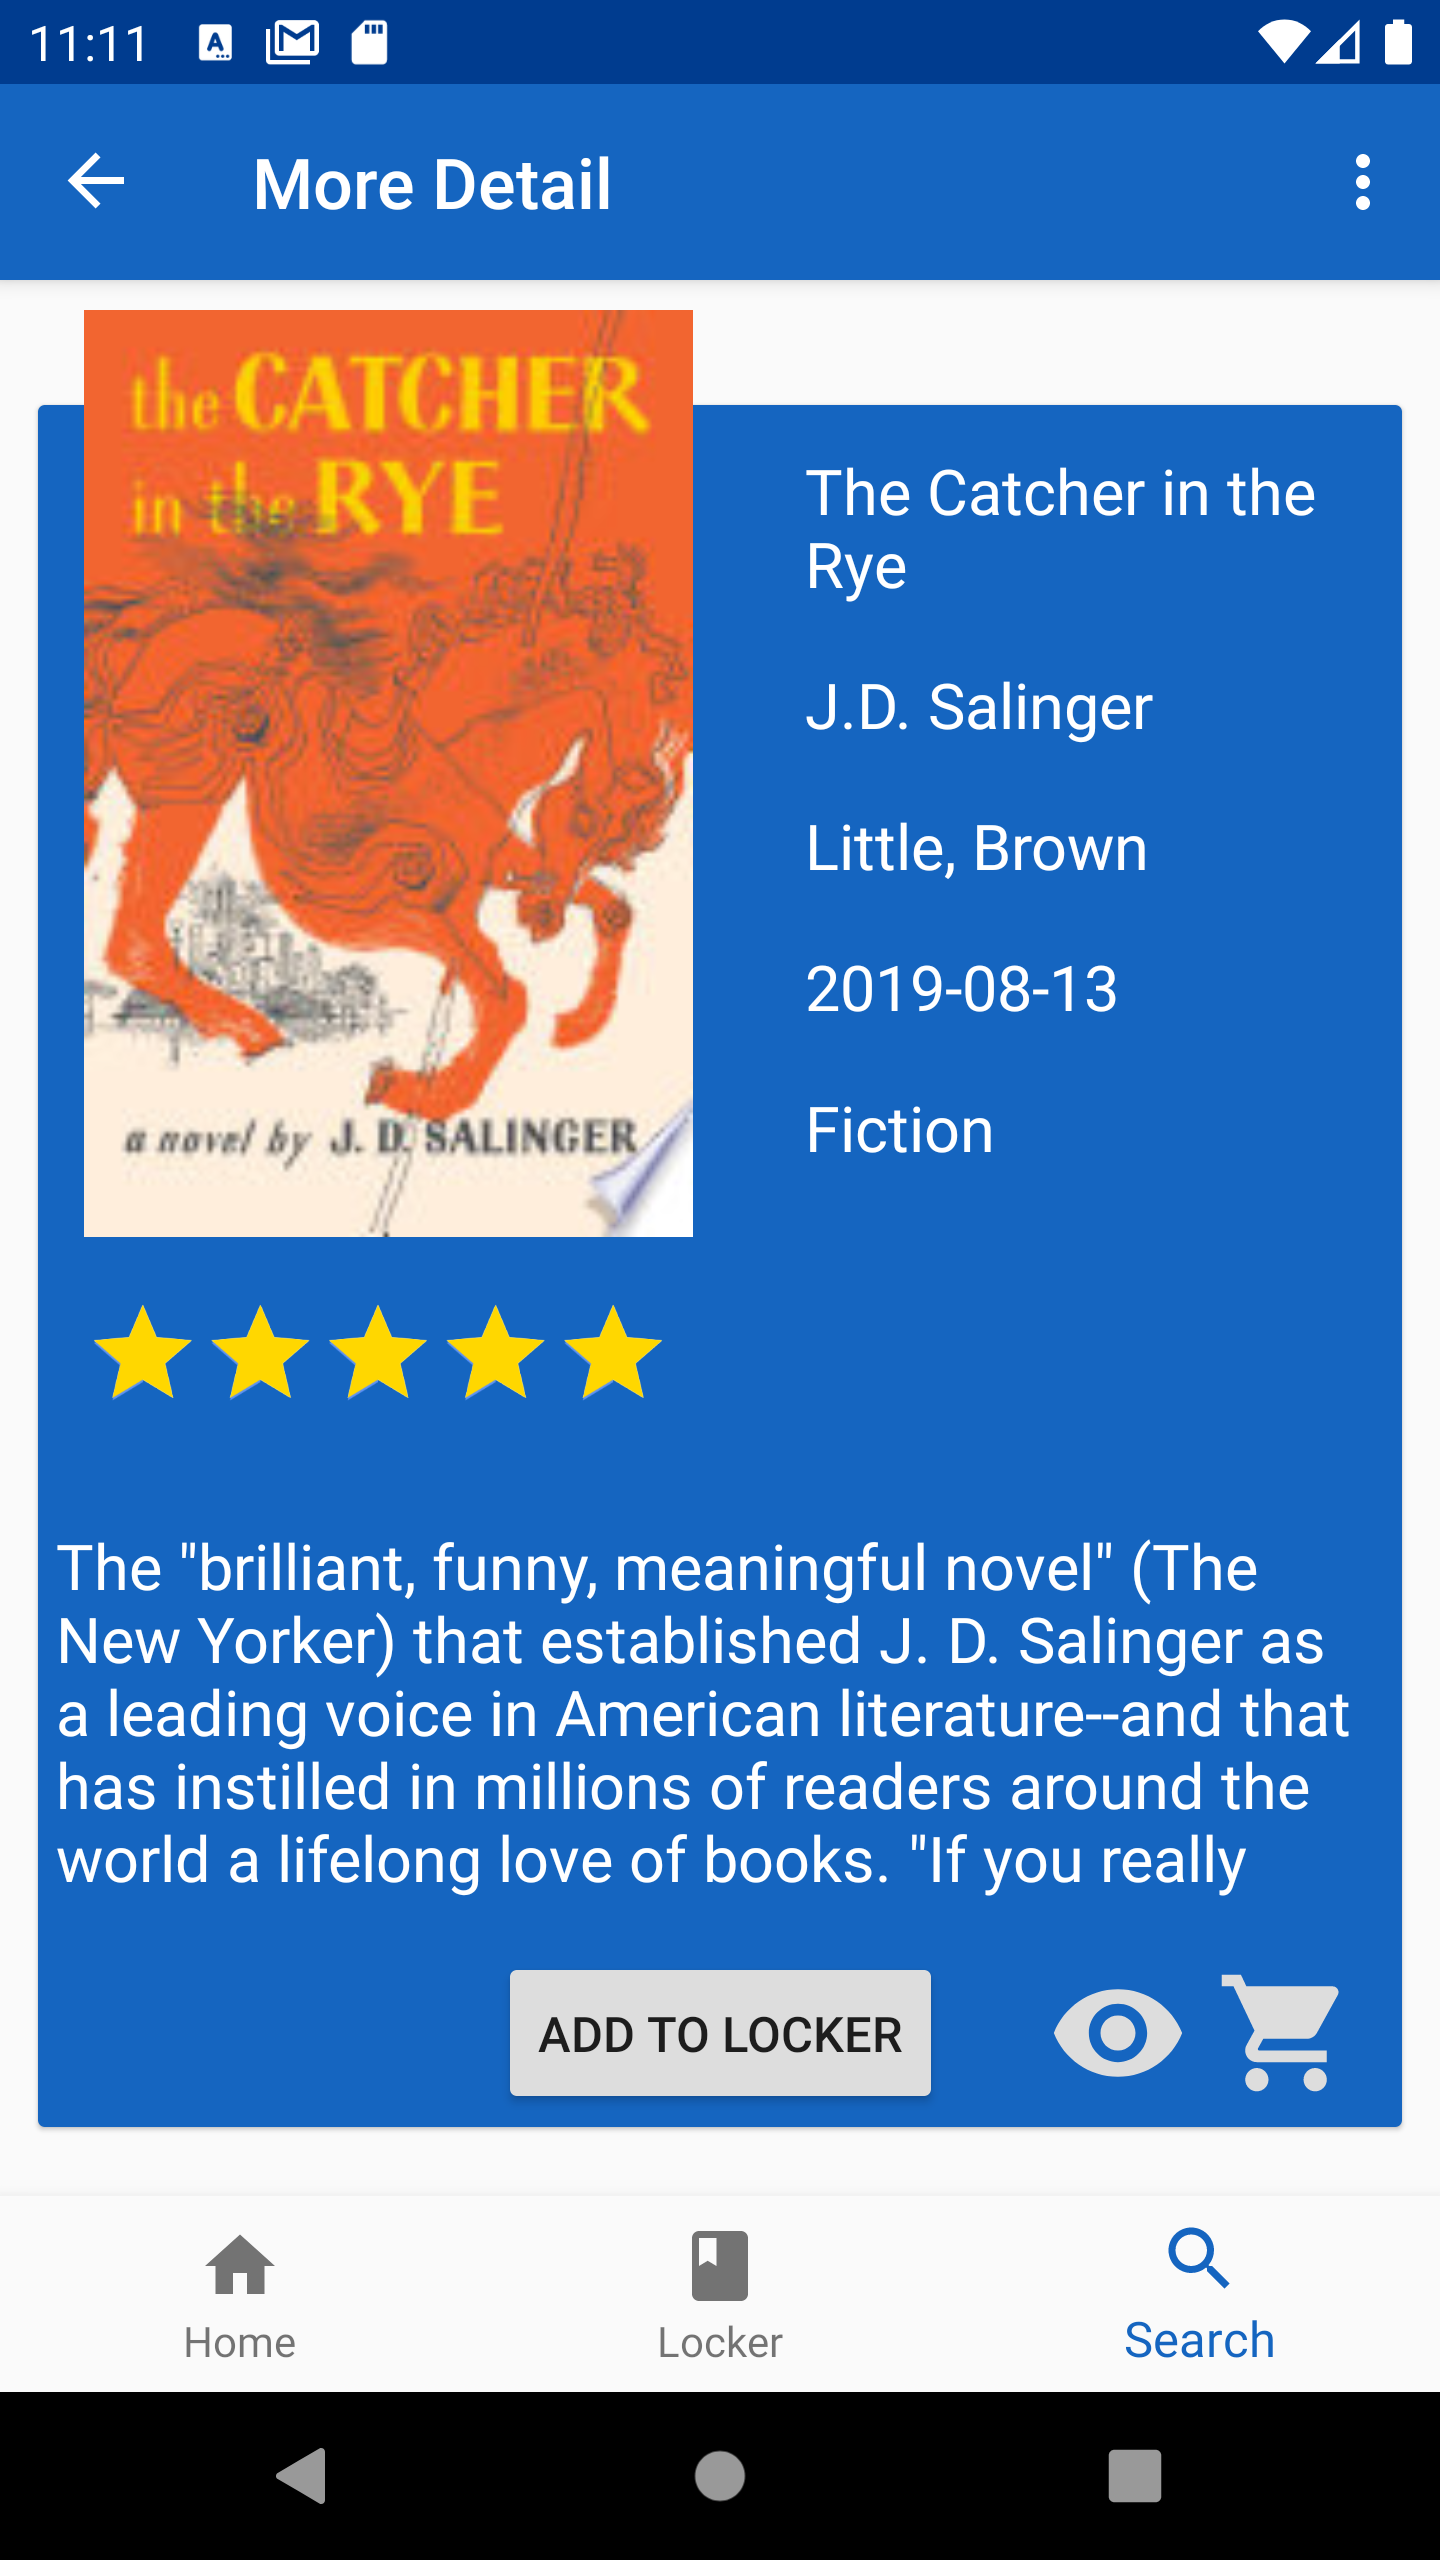 11:11
More Detail
the CATCHER
in the RYE
a novel by J. D. SALINGER
The Catcher in the
Rye
J.D. Salinger
Little, Brown
2019-08-13
Fiction
The "brilliant, funny, meaningful novel" (The
New Yorker) that established J. D. Salinger as
a leading voice in American literature--and that
has instilled in millions of readers around the
world a lifelong love of books. "If you really
ADD TO LOCKER
Home
Locker
Search